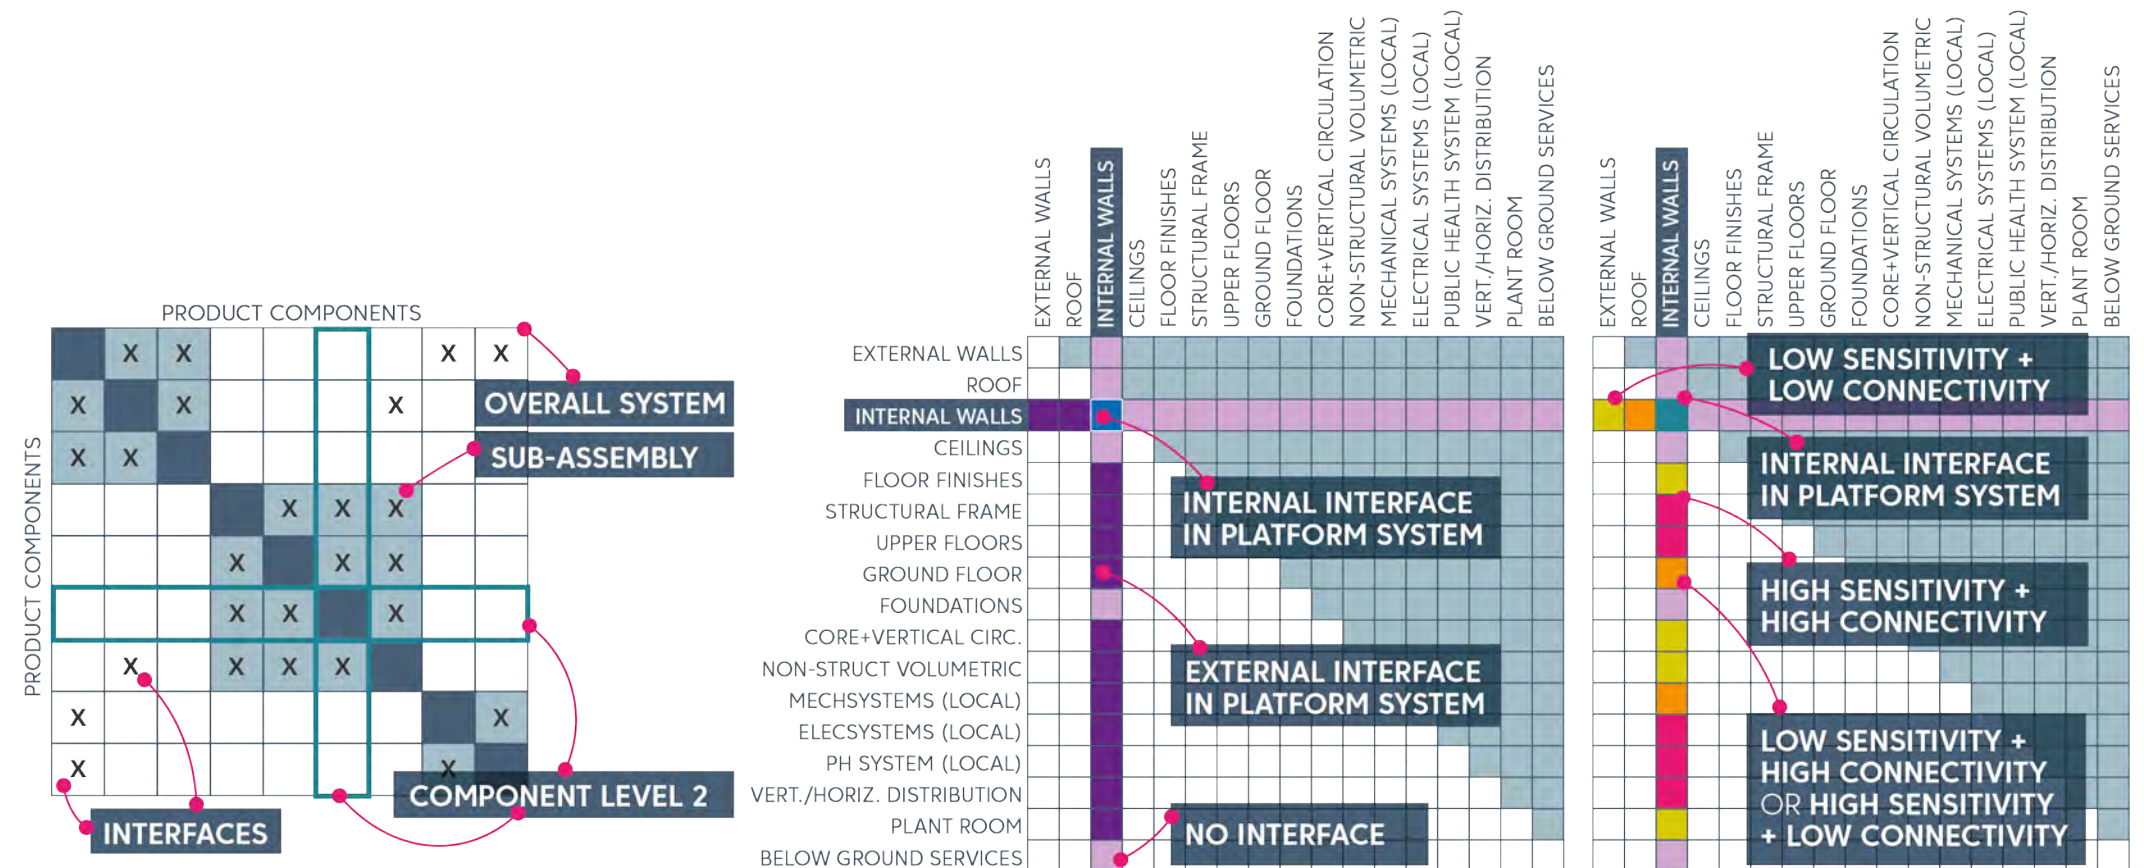 PRODUCT COMPONENTS
PRODUCT COMPONENTS
X X X X
X X X
X X
X X X
X X X
X X X
X X X X
X X
X X
OVERALL SYSTEM
SUB-ASSEMBLY
COMPONENT LEVEL 2
INTERFACES
EXTERNAL WALLS
ROOF
INTERNAL WALLS
CEILINGS
FLOOR FINISHES
STRUCTURAL FRAME
UPPER FLOORS
GROUND FLOOR
FOUNDATIONS
CORE+VERTICAL CIRCULATION
NON-STRUCTURAL VOLUMETRIC
MECHANICAL SYSTEMS (LOCAL)
ELECTRICAL SYSTEMS (LOCAL)
PUBLIC HEALTH SYSTEM (LOCAL)
VERT./HORIZ. DISTRIBUTION
PLANT ROOM
BELOW GROUND SERVICES
EXTERNAL WALLS
ROOF
INTERNAL WALLS
CEILINGS
FLOOR FINISHES
STRUCTURAL FRAME
UPPER FLOORS
GROUND FLOOR
FOUNDATIONS
CORE+VERTICAL CIRC.
NON-STRUCT VOLUMETRIC
MECHSYSTEMS (LOCAL)
ELECSYSTEMS (LOCAL)
PH SYSTEM (LOCAL)
VERT./HORIZ. DISTRIBUTION
PLANT ROOM
BELOW GROUND SERVICES
INTERNAL INTERFACE
IN PLATFORM SYSTEM
EXTERNAL INTERFACE
IN PLATFORM SYSTEM
NO INTERFACE
EXTERNAL WALLS
ROOF
INTERNAL WALLS
CEILINGS
FLOOR FINISHES
STRUCTURAL FRAME
UPPER FLOORS
GROUND FLOOR
FOUNDATIONS
CORE+VERTICAL CIRCULATION
NON-STRUCTURAL VOLUMETRIC
MECHANICAL SYSTEMS (LOCAL)
ELECTRICAL SYSTEMS (LOCAL)
PUBLIC HEALTH SYSTEM (LOCAL)
VERT./HORIZ. DISTRIBUTION
PLANT ROOM
BELOW GROUND SERVICES
LOW SENSITIVITY +
LOW CONNECTIVITY
INTERNAL INTERFACE
IN PLATFORM SYSTEM
HIGH SENSITIVITY +
HIGH CONNECTIVITY
LOW SENSITIVITY +
HIGH CONNECTIVITY
OR HIGH SENSITIVITY
+ LOW CONNECTIVITY